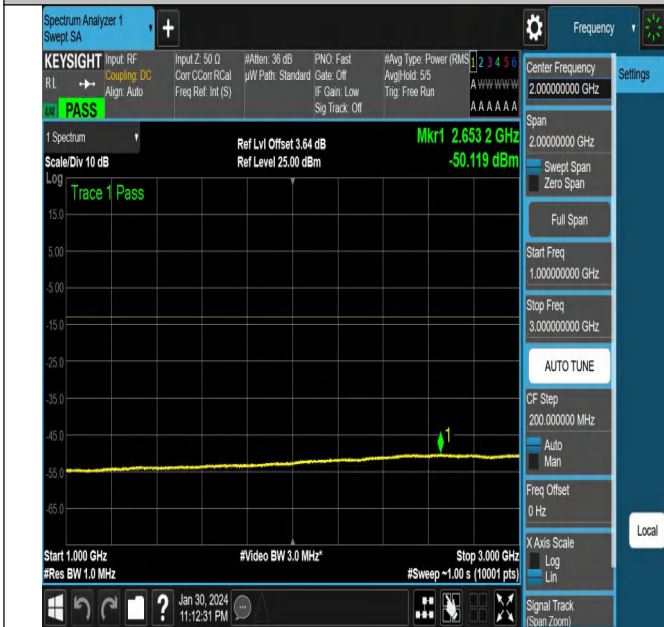 Spectrum Analyzer 1
Swept SA
Frequency
KEYSIGHT
RL
PASS
Input: RF
Coupling: DC
Align: Auto
Input Z: 50 Ω
Corr CCorr RCal
Freq Ref: Int (S)
#Atten: 36 dB
µW Path: Standard
PNO: Fast
Gate: Off
IF Gain: Low
Sig Track: Off
#Avg Type: Power (RMS
Avg|Hold: 5/5
Trig: Free Run
1 2 3 4 5 6
A W W W W W
A A A A A A
1 Spectrum
Scale/Div 10 dB
Log
Ref Lvl Offset 3.64 dB
Ref Level 25.00 dBm
Mkr1 2.653 2 GHz
-50.119 dBm
Trace 1 Pass
15.0
5.00
-5.00
-15.0
-25.0
-35.0
-45.0
-55.0
-65.0
1
Start 1.000 GHz
#Res BW 1.0 MHz
#Video BW 3.0 MHz*
Stop 3.000 GHz
#Sweep ~1.00 s (10001 pts)
Jan 30, 2024
11:12:31 PM
Center Frequency
2.000000000 GHz
Settings
Span
2.00000000 GHz
Swept Span
Zero Span
Full Span
Start Freq
1.000000000 GHz
Stop Freq
3.000000000 GHz
AUTO TUNE
CF Step
200.000000 MHz
Auto
Man
Freq Offset
0 Hz
X Axis Scale
Log
Lin
Local
Signal Track
(Span Zoom)